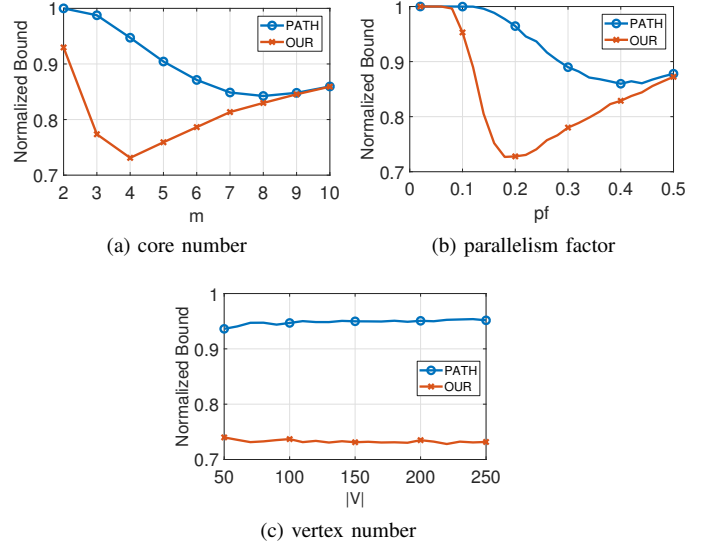 Normalized Bound
1
0.9
0.8
0.7
2 3 4 5 6 7 8 9 10
m
PATH
OUR
(a) core number
Normalized Bound
1
0.9
0.8
0.7
0 0.1 0.2 0.3 0.4 0.5
pf
PATH
OUR
(b) parallelism factor
Normalized Bound
1
0.9
0.8
0.7
50 100 150 200 250
|V|
PATH
OUR
(c) vertex number